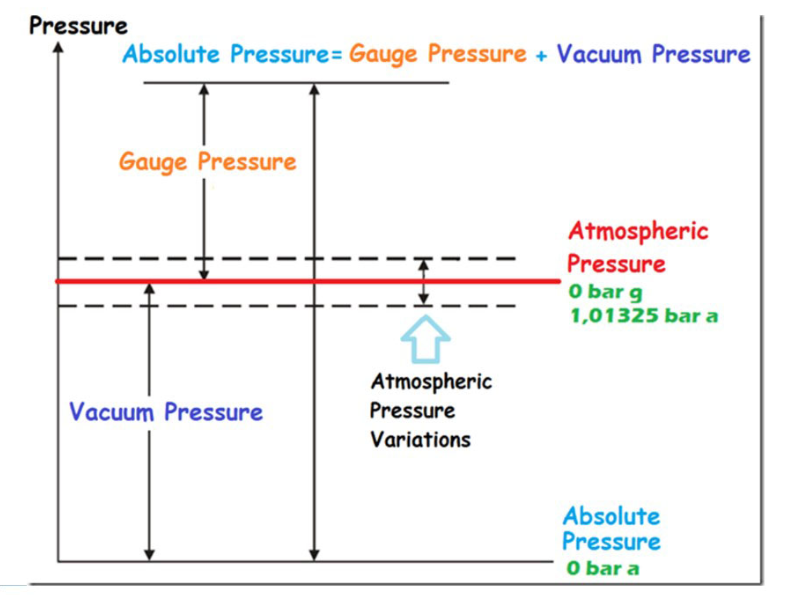 Pressure
Absolute Pressure= Gauge Pressure + Vacuum Pressure
Gauge Pressure
Atmospheric
Pressure
0 bar g
1,01325 bar a
Atmospheric
Pressure
Variations
Vacuum Pressure
Absolute
Pressure
0 bar a